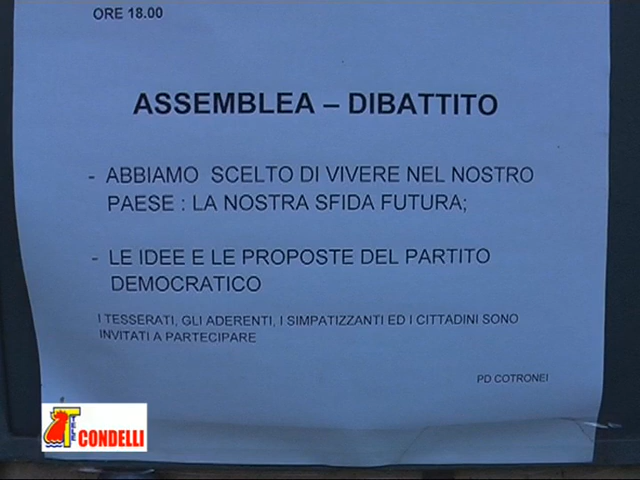 ORE 18.00
ASSEMBLEA – DIBATTITO
- ABBIAMO SCELTO DI VIVERE NEL NOSTRO
PAESE : LA NOSTRA SFIDA FUTURA;
- LE IDEE E LE PROPOSTE DEL PARTITO
DEMOCRATICO
I TESSERATI, GLI ADERENTI, I SIMPATIZZANTI ED I CITTADINI SONO
INVITATI A PARTECIPARE
PD COTRONEI
TELE CONDELLI